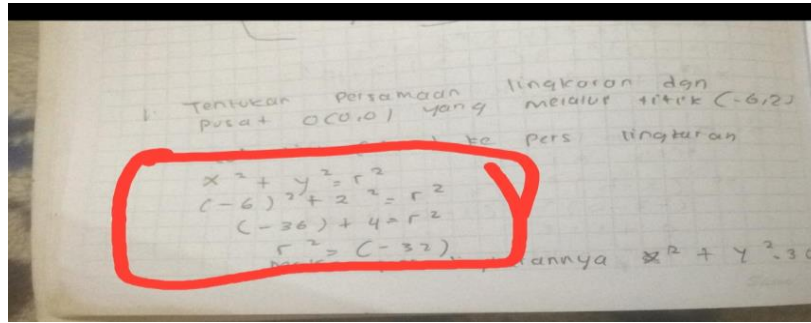 1. Tentukan Persamaan lingkaran dgn
pusat O(0,0) yang melalui titik (-6,2)
ke pers lingkaran
x² + y² = r²
(-6)² + 2² = r²
(-36) + 4 = r²
r² = (-32)
annya x² + y² = 3